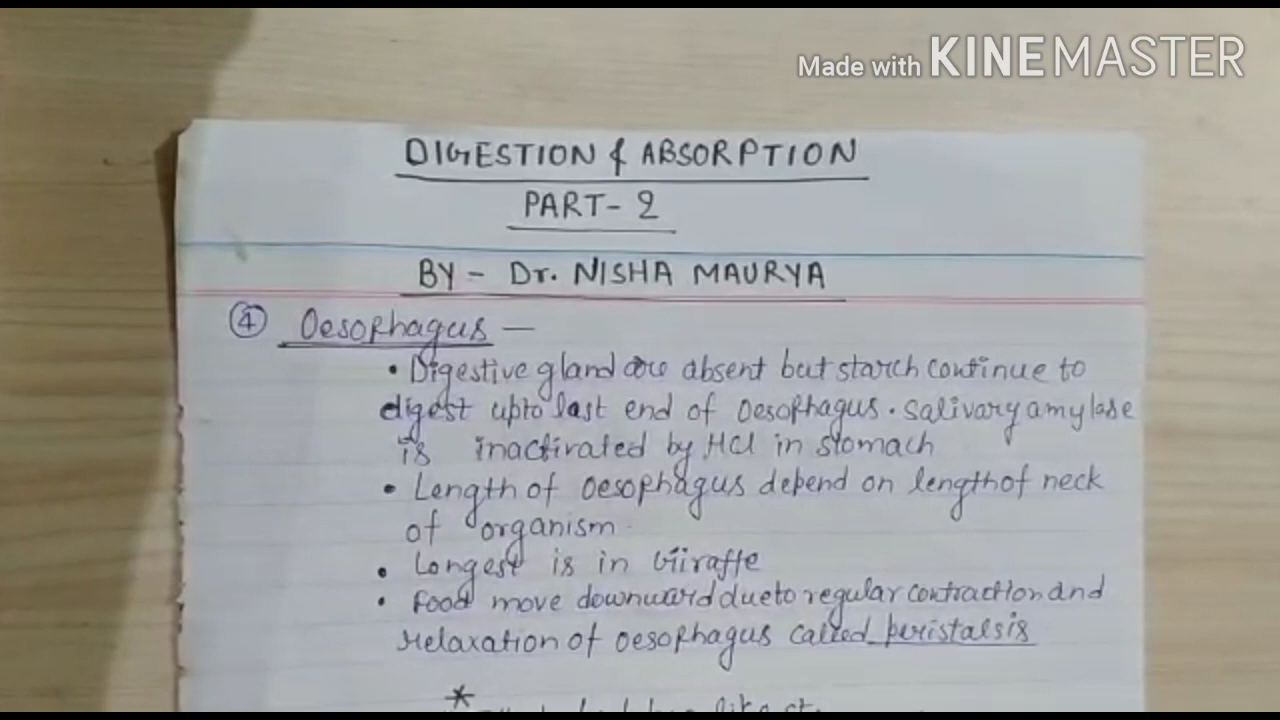 Made with KINEMASTER
DIGESTION & ABSORPTION
PART- 2
BY - Dr. NISHA MAURYA
④ Oesophagus —
• Digestive gland are absent but starch continue to
digest upto last end of oesophagus. salivary amylase
is inactivated by HCl in stomach
• Length of oesophagus depend on length of neck
of organism.
• Longest is in Giraffe
• Food move downward due to regular contraction and
relaxation of oesophagus called peristalsis
*